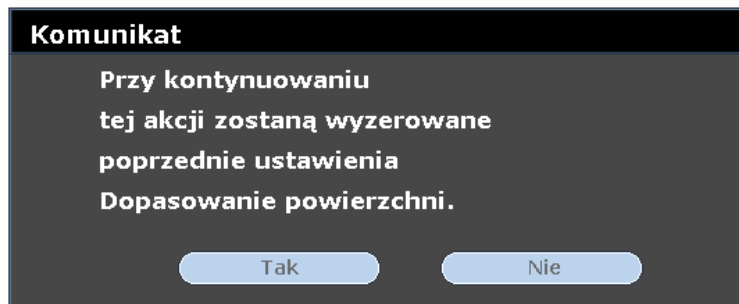 Komunikat
Przy kontynuowaniu
tej akcji zostaną wyzerowane
poprzednie ustawienia
Dopasowanie powierzchni.
Tak Nie